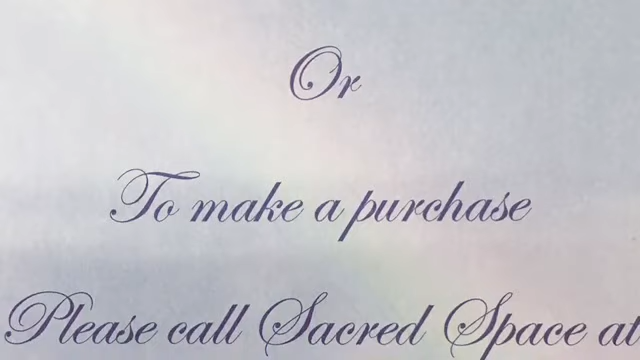 Or
To make a purchase
Please call Sacred Space at